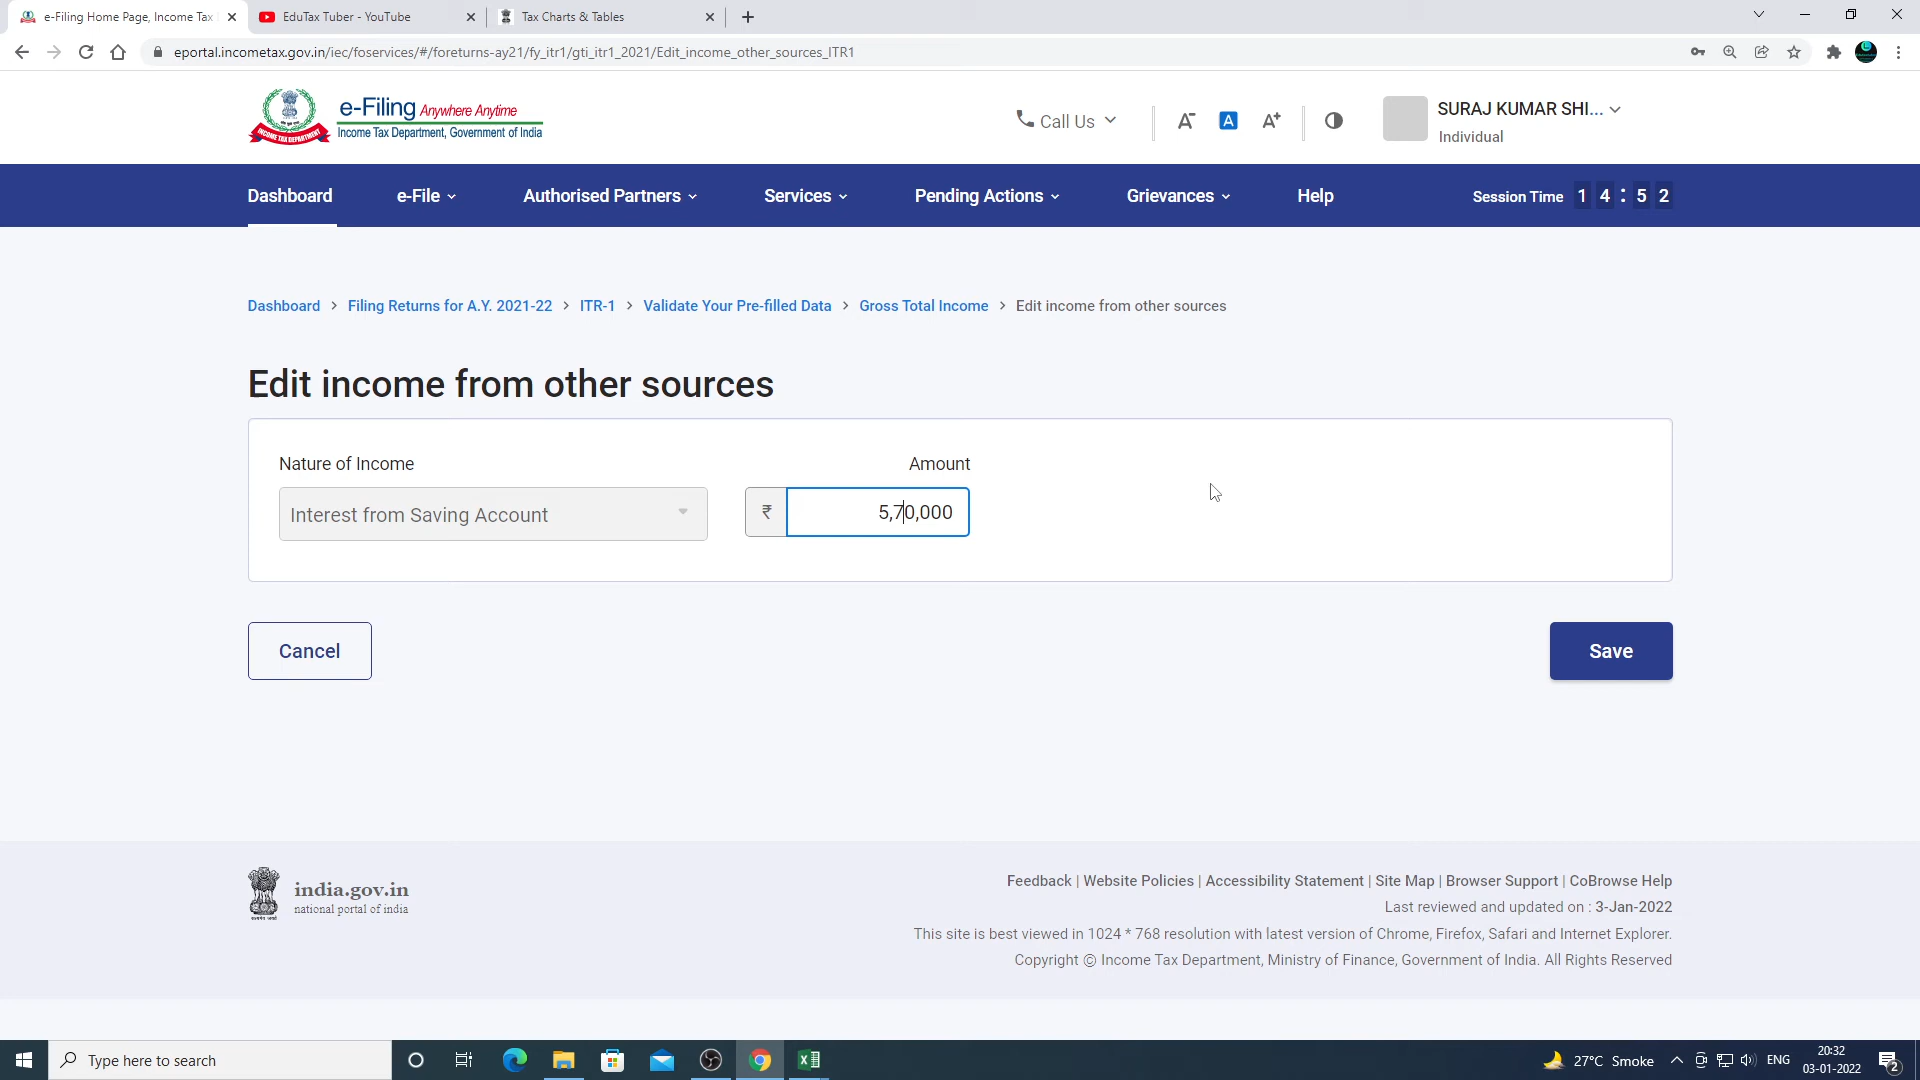 e-Filing Home Page, Income Tax
EduTax Tuber - YouTube
Tax Charts & Tables
eportal.incometax.gov.in/iec/foservices/#/foreturns-ay21/fy_itr1/gti_itr1_2021/Edit_income_other_sources_ITR1
e-Filing Anywhere Anytime
Income Tax Department, Government of India
INCOME TAX DEPARTMENT
Call Us
A-
A
A+
SURAJ KUMAR SHI...
Individual
Dashboard
e-File
Authorised Partners
Services
Pending Actions
Grievances
Help
Session Time 1 4 : 5 2
Dashboard > Filing Returns for A.Y. 2021-22 > ITR-1 > Validate Your Pre-filled Data > Gross Total Income > Edit income from other sources
Edit income from other sources
Nature of Income
Amount
Interest from Saving Account
₹ 5,70,000
Cancel
Save
india.gov.in
national portal of india
Feedback | Website Policies | Accessibility Statement | Site Map | Browser Support | CoBrowse Help
Last reviewed and updated on : 3-Jan-2022
This site is best viewed in 1024 * 768 resolution with latest version of Chrome, Firefox, Safari and Internet Explorer.
Copyright © Income Tax Department, Ministry of Finance, Government of India. All Rights Reserved
Type here to search
27°C Smoke
ENG
20:32
03-01-2022
2